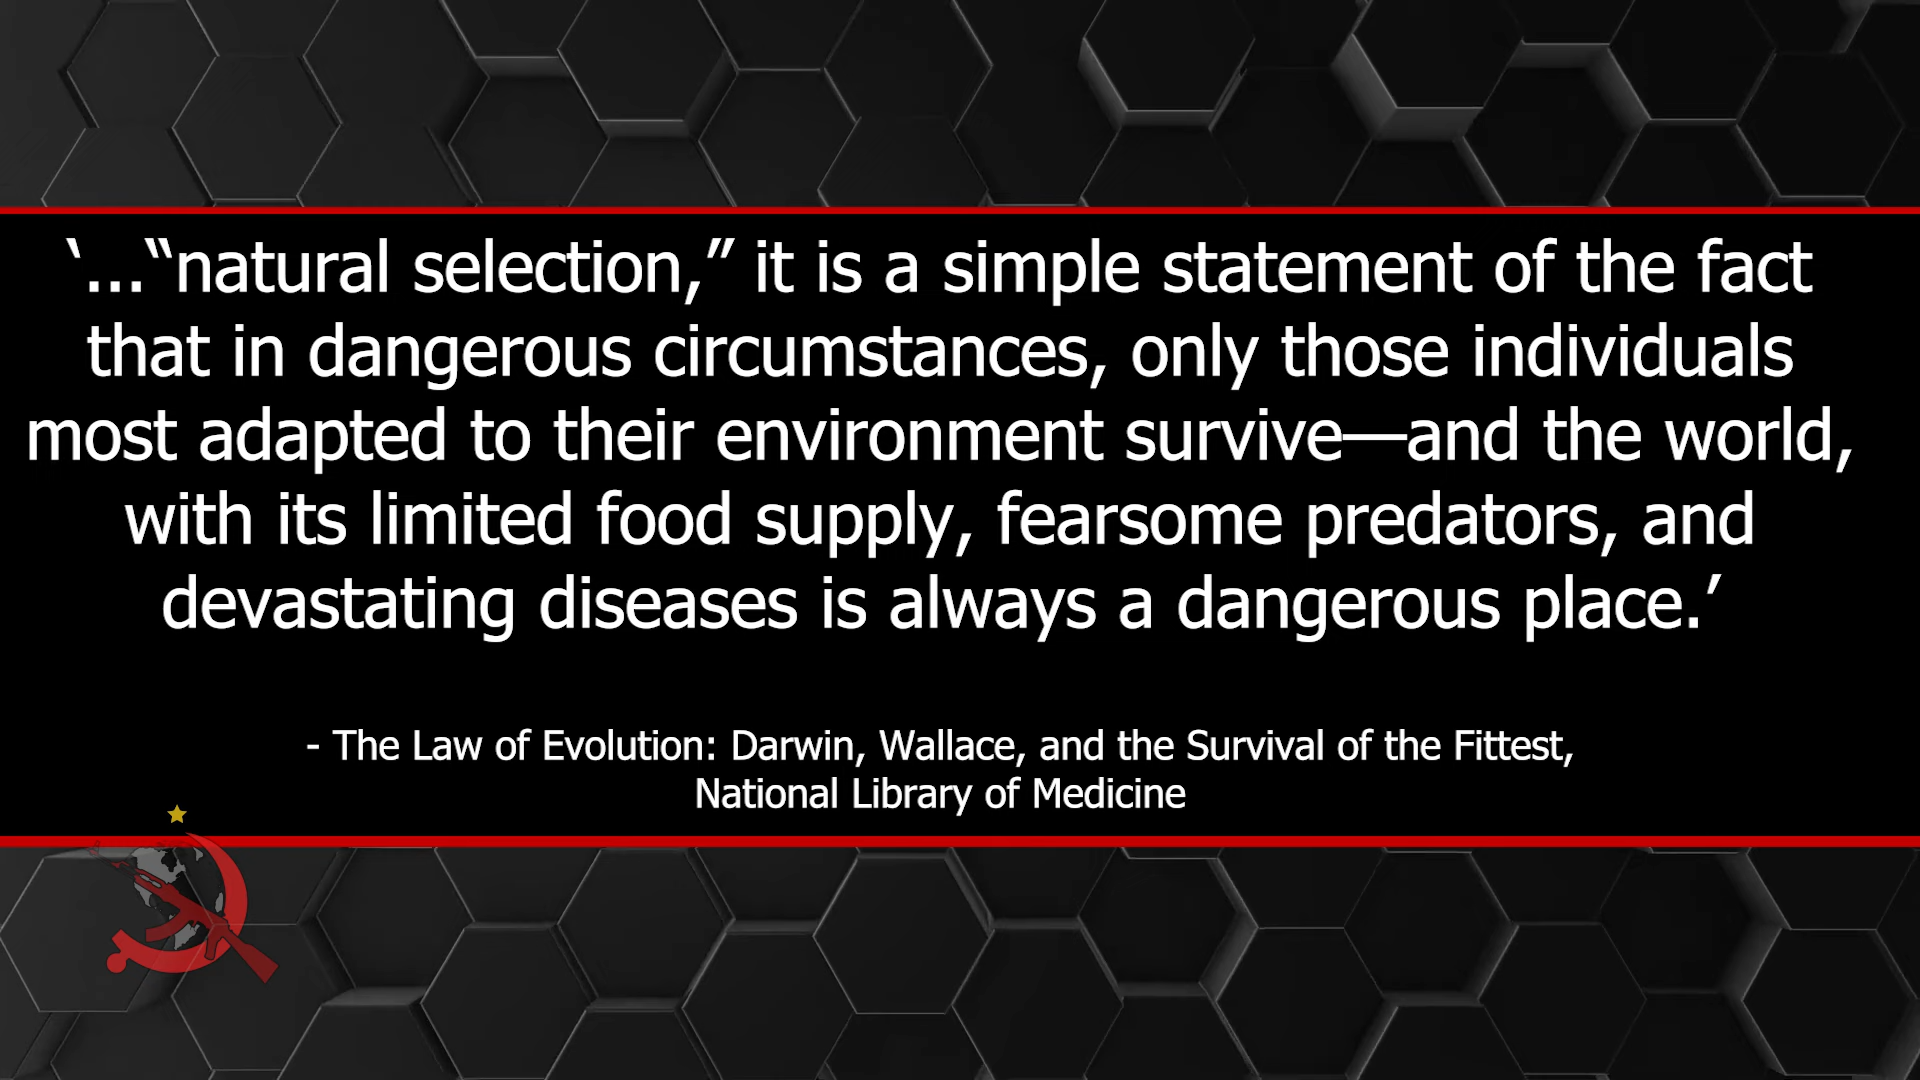 ‘...“natural selection,” it is a simple statement of the fact
that in dangerous circumstances, only those individuals
most adapted to their environment survive—and the world,
with its limited food supply, fearsome predators, and
devastating diseases is always a dangerous place.’
- The Law of Evolution: Darwin, Wallace, and the Survival of the Fittest,
National Library of Medicine